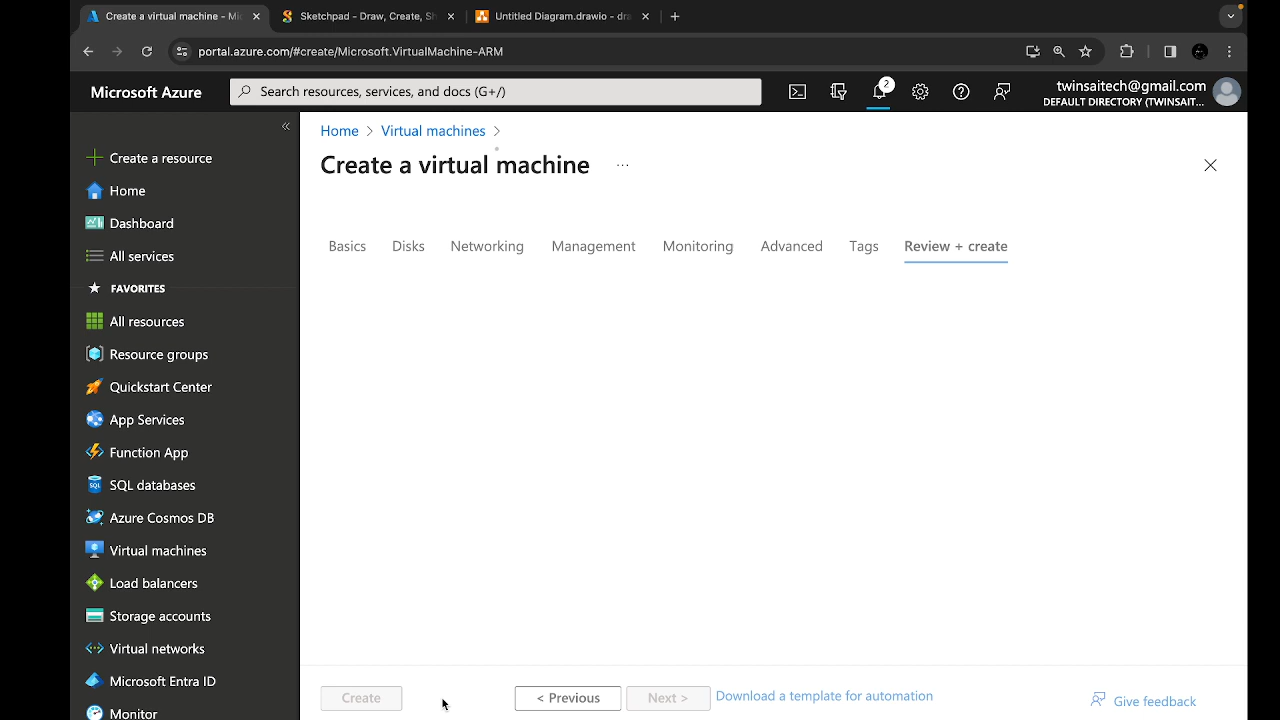 Create a virtual machine - Mi
Sketchpad - Draw, Create, Sh
Untitled Diagram.drawio - dra
portal.azure.com/#create/Microsoft.VirtualMachine-ARM
Microsoft Azure
Search resources, services, and docs (G+/)
2
twinsaitech@gmail.com
DEFAULT DIRECTORY (TWINSAIT...
Home > Virtual machines >
Create a virtual machine ...
Basics Disks Networking Management Monitoring Advanced Tags Review + create
Create a resource
Home
Dashboard
All services
FAVORITES
All resources
Resource groups
Quickstart Center
App Services
Function App
SQL databases
Azure Cosmos DB
Virtual machines
Load balancers
Storage accounts
Virtual networks
Microsoft Entra ID
Monitor
Create
< Previous
Next >
Download a template for automation
Give feedback